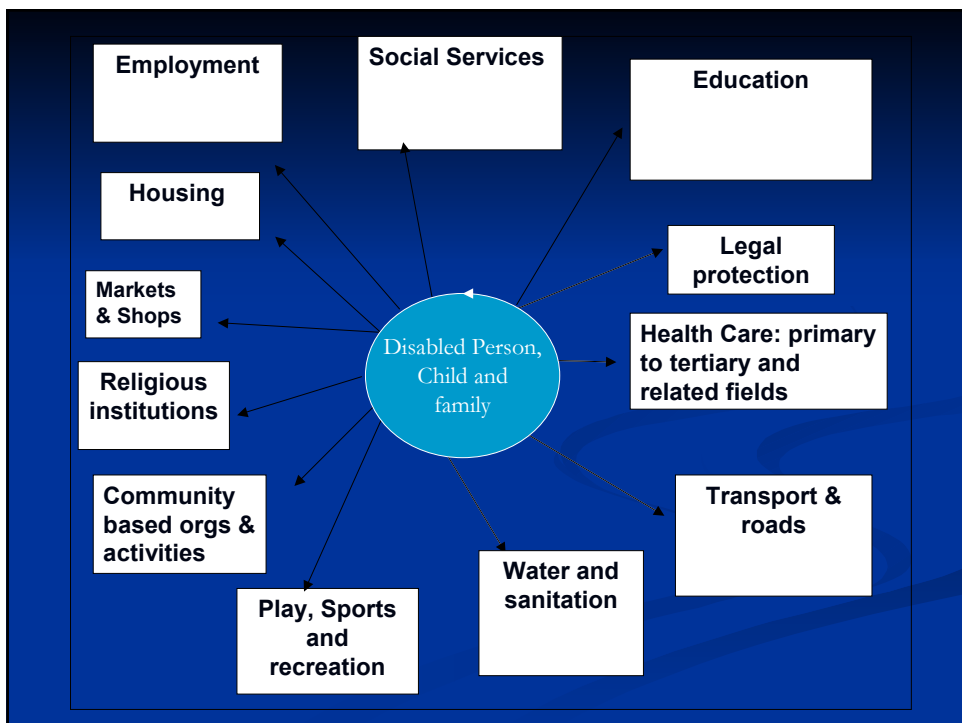 Employment
Social Services
Education
Housing
Legal
protection
Markets
& Shops
Disabled Person,
Child and
family
Health Care: primary
to tertiary and
related fields
Religious
institutions
Community
based orgs &
activities
Transport &
roads
Water and
sanitation
Play, Sports
and
recreation